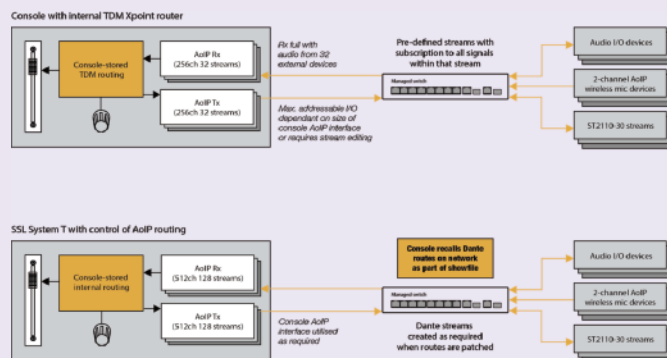 Console with internal TDM Xpoint router
Console-stored
TDM routing
AoIP Rx
(256ch 32 streams)
AoIP Tx
(256ch 32 streams)
Rx full with
audio from 32
external devices
Max. addressable I/O
dependant on size of
console AoIP interface
or requires stream editing
Pre-defined streams with
subscription to all signals
within that stream
Managed switch
Audio I/O devices
2-channel AoIP
wireless mic devices
ST2110-30 streams
SSL System T with control of AoIP routing
Console-stored
internal routing
AoIP Rx
(512ch 128 streams)
AoIP Tx
(512ch 128 streams)
Console AoIP
interface utilised
as required
Console recalls Dante
routes on network
as part of showfile
Managed switch
Dante streams
created as required
when routes are patched
Audio I/O devices
2-channel AoIP
wireless mic devices
ST2110-30 streams